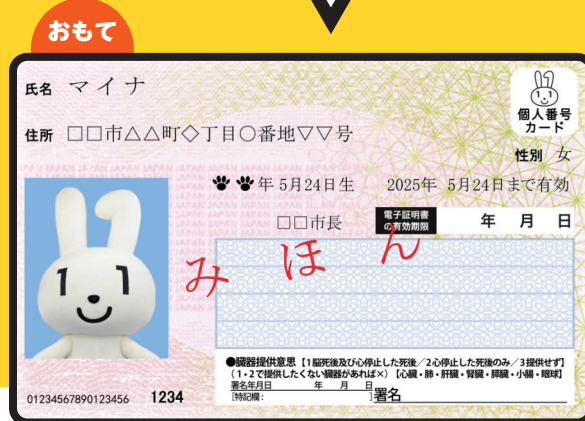 おもて
氏名 マイナ
個人番号
カード
住所 □□市△△町◇丁目○番地▽▽号
性別 女
年 5月24日生 2025年 5月24日まで有効
□□市長 電子証明書の有効期限 年 月 日
みほん
●臓器提供意思【1脳死後及び心停止した死後／2心停止した死後のみ／3提供せず】
（1・2で提供したくない臓器があれば×）【心臓・肺・肝臓・腎臓・膵臓・小腸・眼球】
署名年月日 年 月 日
[特記欄: ] 署名
01234567890123456 1234